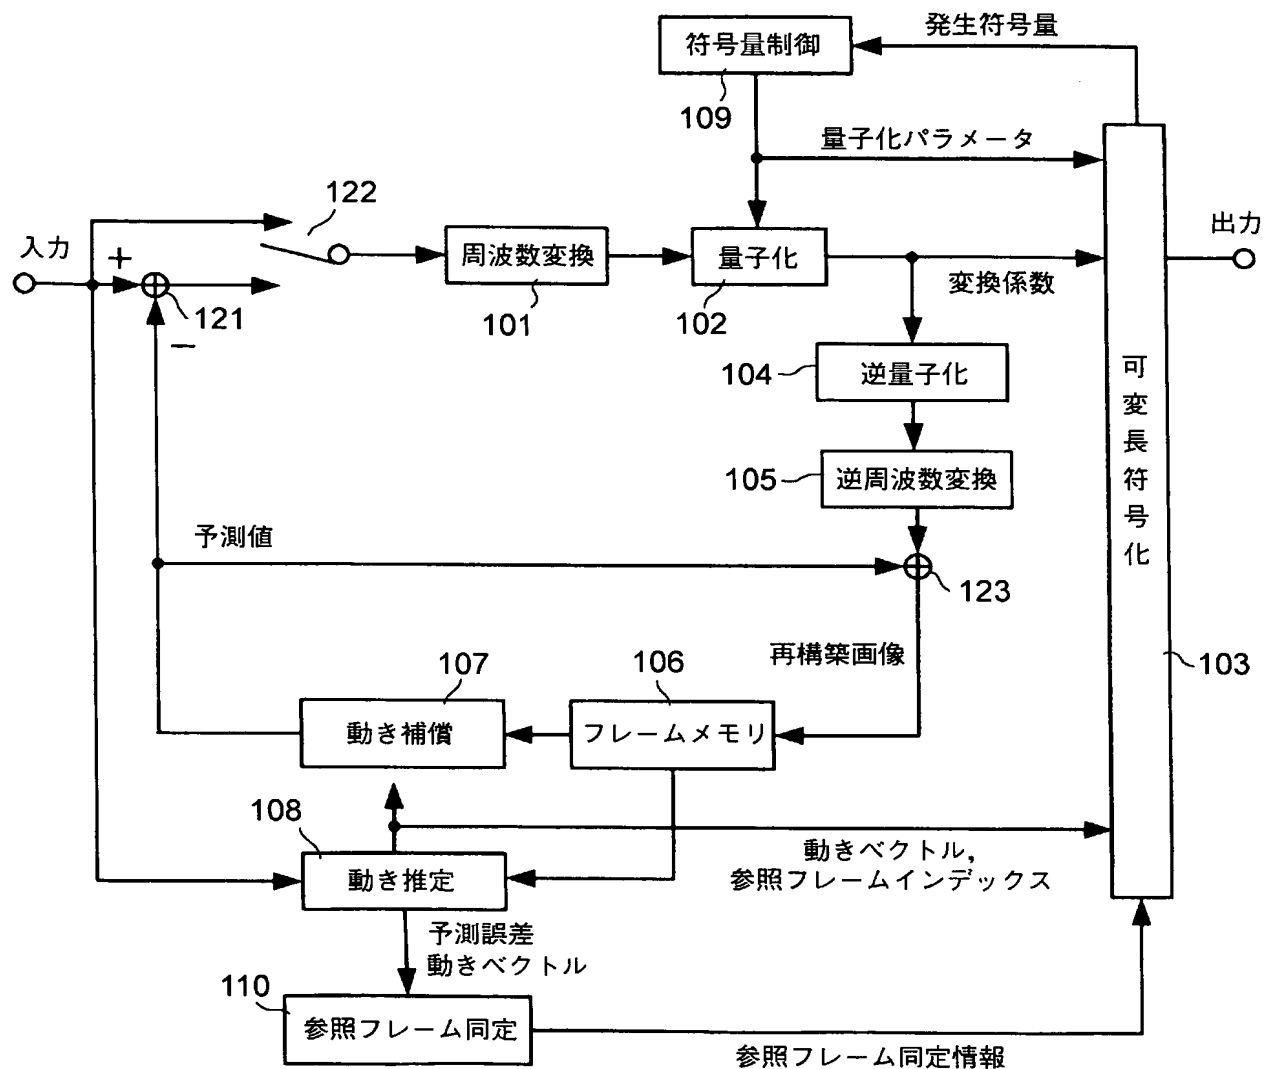 符号量制御
発生符号量
109
量子化パラメータ
122
入力
+
121
−
周波数変換
101
量子化
102
変換係数
出力
104
逆量子化
105
逆周波数変換
可変長符号化
予測値
123
再構築画像
103
107
106
動き補償
フレームメモリ
108
動き推定
動きベクトル,
参照フレームインデックス
予測誤差
動きベクトル
110
参照フレーム同定
参照フレーム同定情報